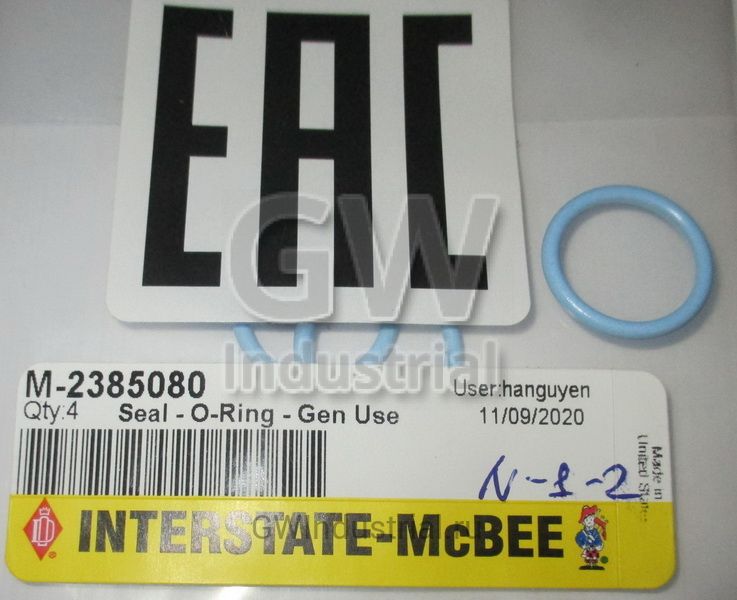 EAC
GW
Industrial
M-2385080
User:hanguyen
Qty:4 Seal - O-Ring - Gen Use
11/09/2020
N-1-2
Made in
United States
GWIndustrial.ru
INTERSTATE-McBEE